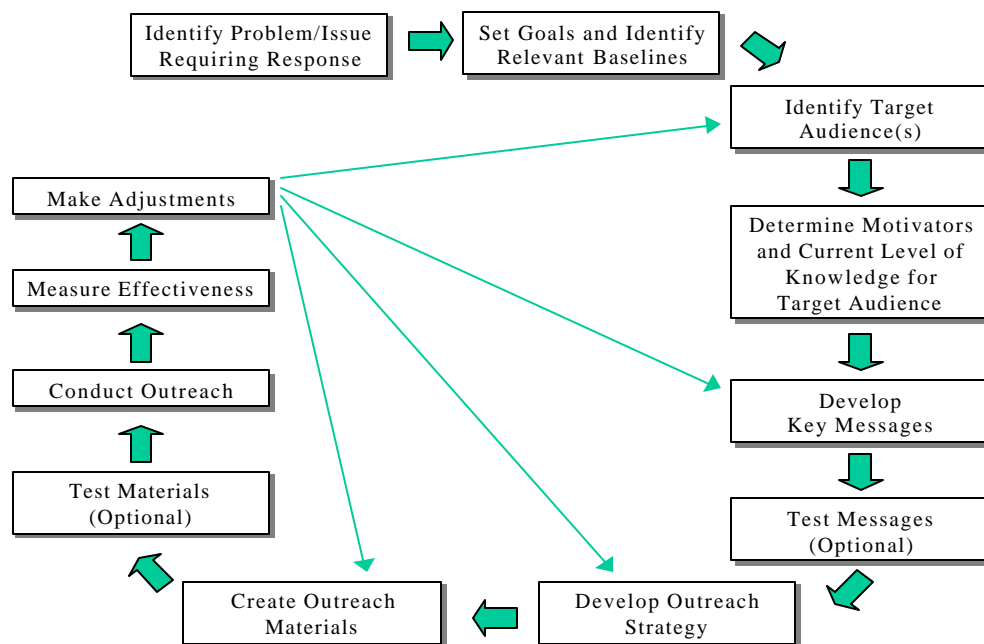 Identify Problem/Issue
Requiring Response
Set Goals and Identify
Relevant Baselines
Identify Target
Audience(s)
Determine Motivators
and Current Level of
Knowledge for
Target Audience
Develop
Key Messages
Test Messages
(Optional)
Develop Outreach
Strategy
Create Outreach
Materials
Test Materials
(Optional)
Conduct Outreach
Measure Effectiveness
Make Adjustments